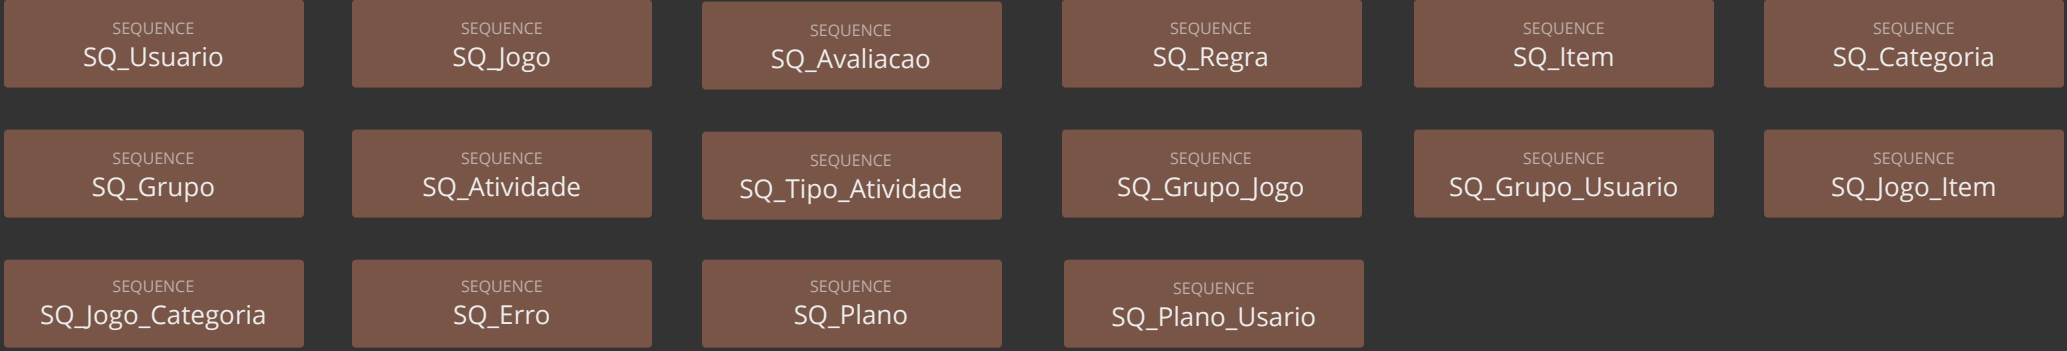 SEQUENCE
SQ_Usuario
SEQUENCE
SQ_Jogo
SEQUENCE
SQ_Avaliacao
SEQUENCE
SQ_Regra
SEQUENCE
SQ_Item
SEQUENCE
SQ_Categoria
SEQUENCE
SQ_Grupo
SEQUENCE
SQ_Atividade
SEQUENCE
SQ_Tipo_Atividade
SEQUENCE
SQ_Grupo_Jogo
SEQUENCE
SQ_Grupo_Usuario
SEQUENCE
SQ_Jogo_Item
SEQUENCE
SQ_Jogo_Categoria
SEQUENCE
SQ_Erro
SEQUENCE
SQ_Plano
SEQUENCE
SQ_Plano_Usario